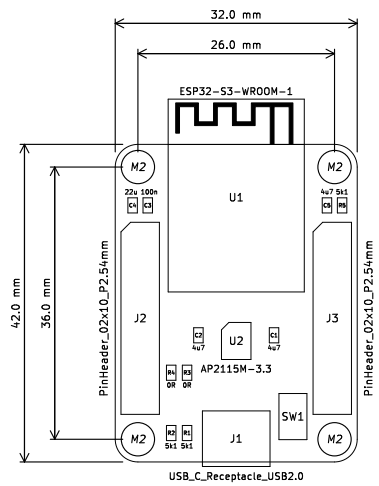 32.0 mm
26.0 mm
ESP32-S3-WROOM-1
M2
M2
U1
22u 100n
C4 C3
4u7 5k1
C5 R5
42.0 mm
36.0 mm
PinHeader_02x10_P2.54mm
J2
J3
PinHeader_02x10_P2.54mm
C2
4u7
U2
C1
4u7
AP2115M-3.3
R4 R3
0R 0R
SW1
R2 R1
5k1 5k1
M2
J1
M2
USB_C_Receptacle_USB2.0